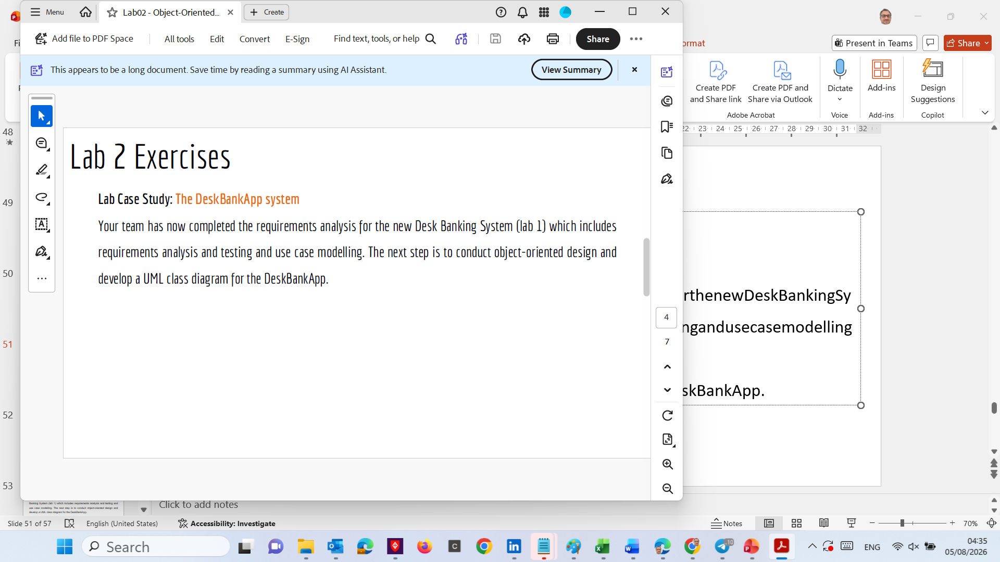 Menu
Lab02 - Object-Oriented...
Create
Add file to PDF Space
All tools
Edit
Convert
E-Sign
Find text, tools, or help
Share
This appears to be a long document. Save time by reading a summary using AI Assistant.
View Summary
Lab 2 Exercises
Lab Case Study: The DeskBankApp system
Your team has now completed the requirements analysis for the new Desk Banking System (lab 1) which includes
requirements analysis and testing and use case modelling. The next step is to conduct object-oriented design and
develop a UML class diagram for the DeskBankApp.
4
7
ormat
Present in Teams
Share
Create PDF
and Share link
Create PDF and
Share via Outlook
Adobe Acrobat
Dictate
Voice
Add-ins
Add-ins
Design
Suggestions
Copilot
22 23 24 25 26 27 28 29 30 31 32
rthenewDeskBankingSy
ngandusecasemodelling
skBankApp.
48
49
50
51
52
53
Banking System (lab 1) which includes requirements analysis and testing and
use case modelling. The next step is to conduct object-oriented design and
develop a UML class diagram for the DeskBankApp.
Click to add notes
Slide 51 of 57
English (United States)
Accessibility: Investigate
Notes
70%
Search
10
ENG
04:35
05/08/2026